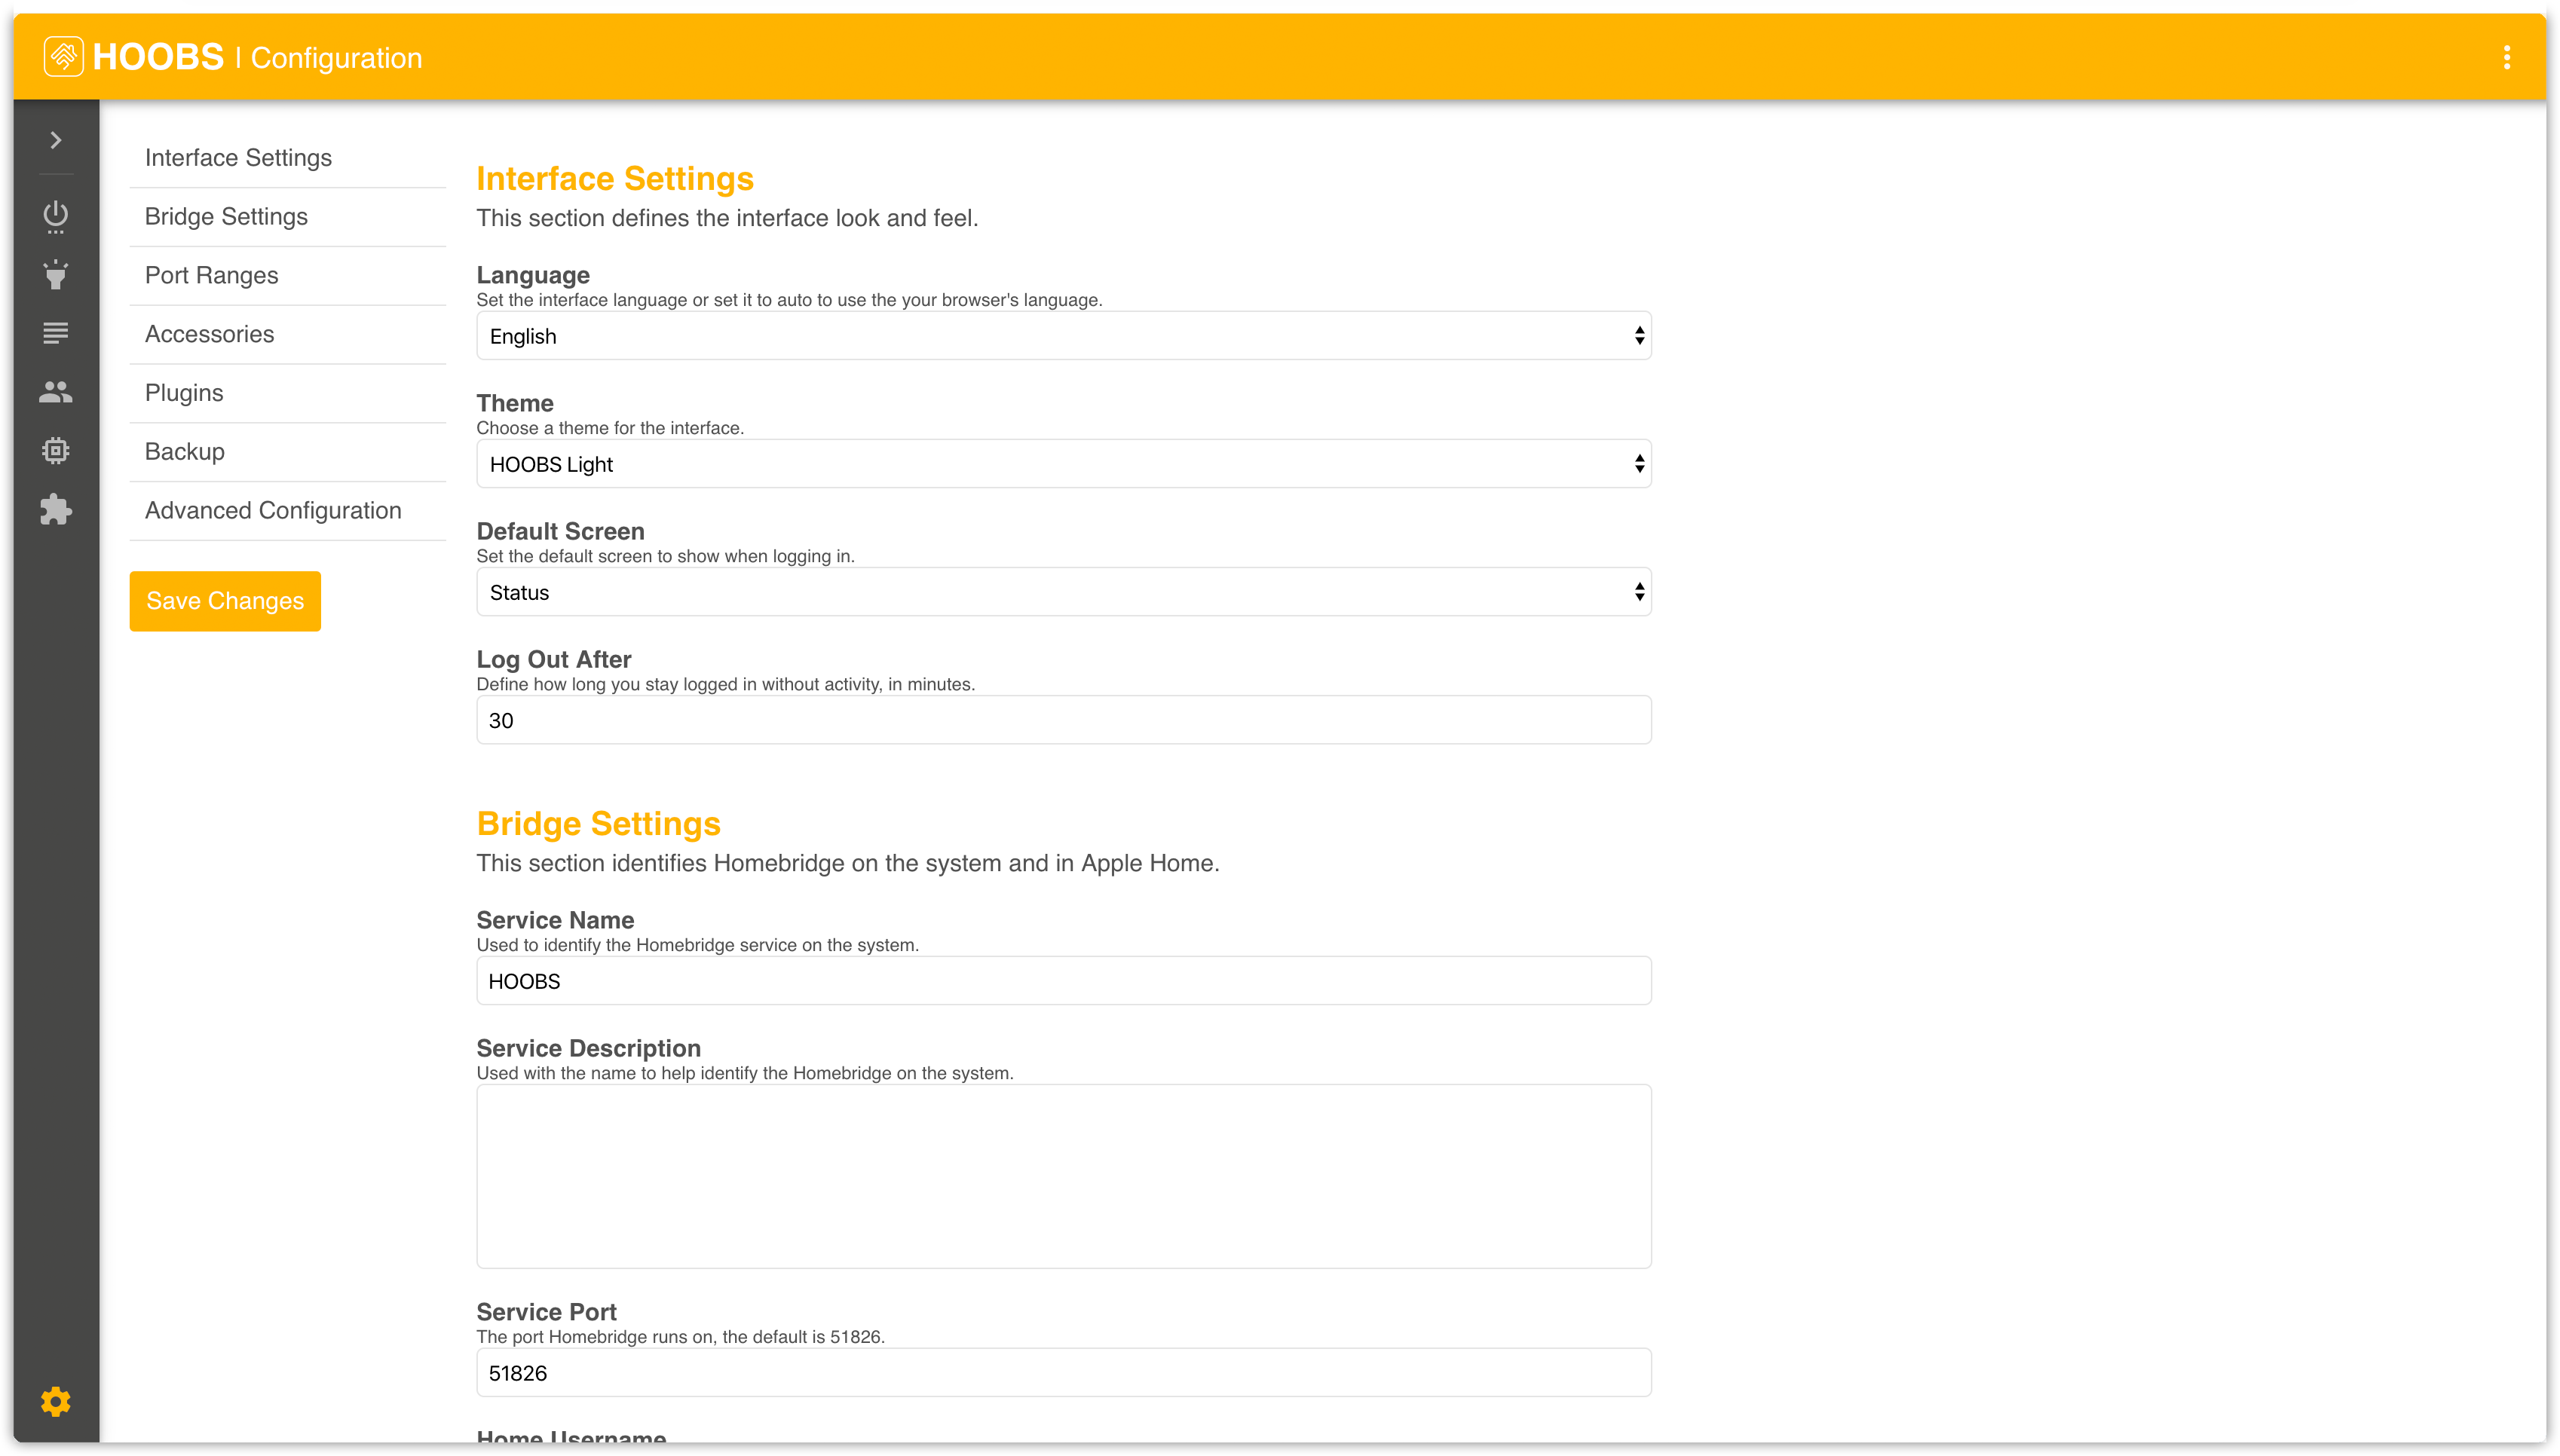 HOOBS | Configuration
Interface Settings
Bridge Settings
Port Ranges
Accessories
Plugins
Backup
Advanced Configuration
Save Changes
Interface Settings
This section defines the interface look and feel.
Language
Set the interface language or set it to auto to use the your browser's language.
English
Theme
Choose a theme for the interface.
HOOBS Light
Default Screen
Set the default screen to show when logging in.
Status
Log Out After
Define how long you stay logged in without activity, in minutes.
30
Bridge Settings
This section identifies Homebridge on the system and in Apple Home.
Service Name
Used to identify the Homebridge service on the system.
HOOBS
Service Description
Used with the name to help identify the Homebridge on the system.
Service Port
The port Homebridge runs on, the default is 51826.
51826
Home Username